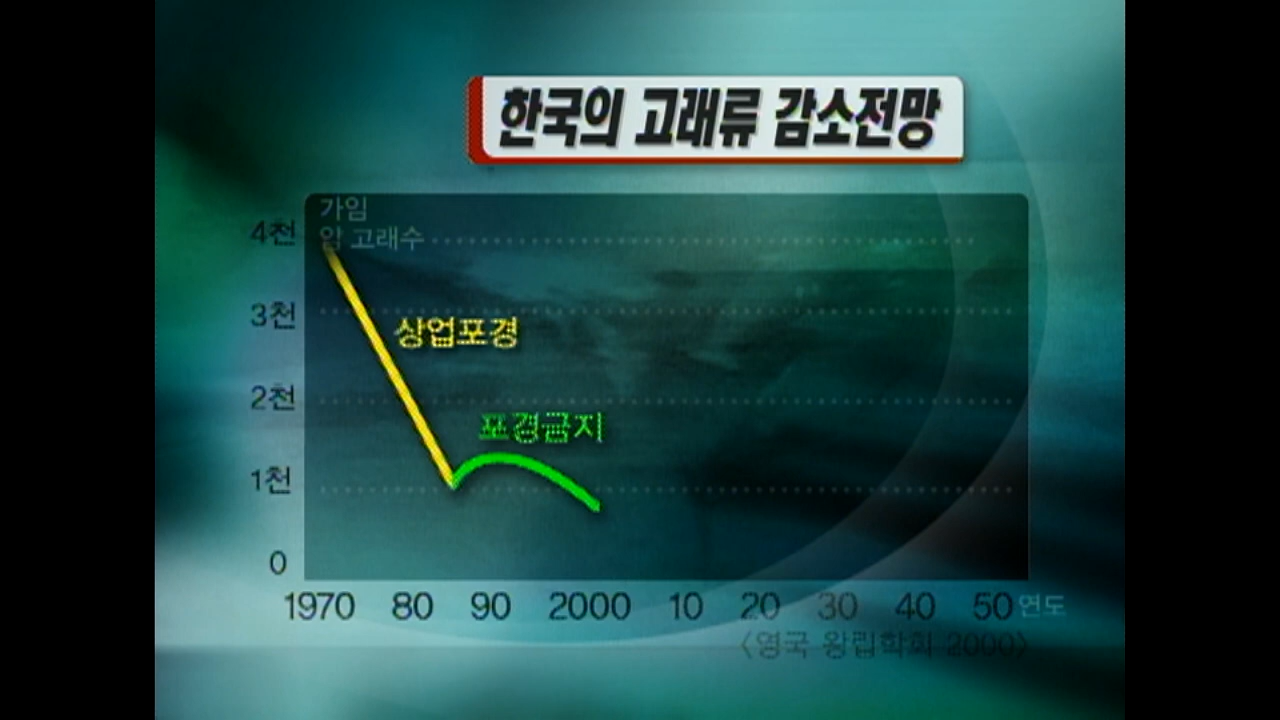 한국의 고래류 감소전망
가임
암 고래수
4천
3천
상업포경
2천
포경금지
1천
0
1970 80 90 2000 10 20 30 40 50 연도
<영국 왕립학회 2000>